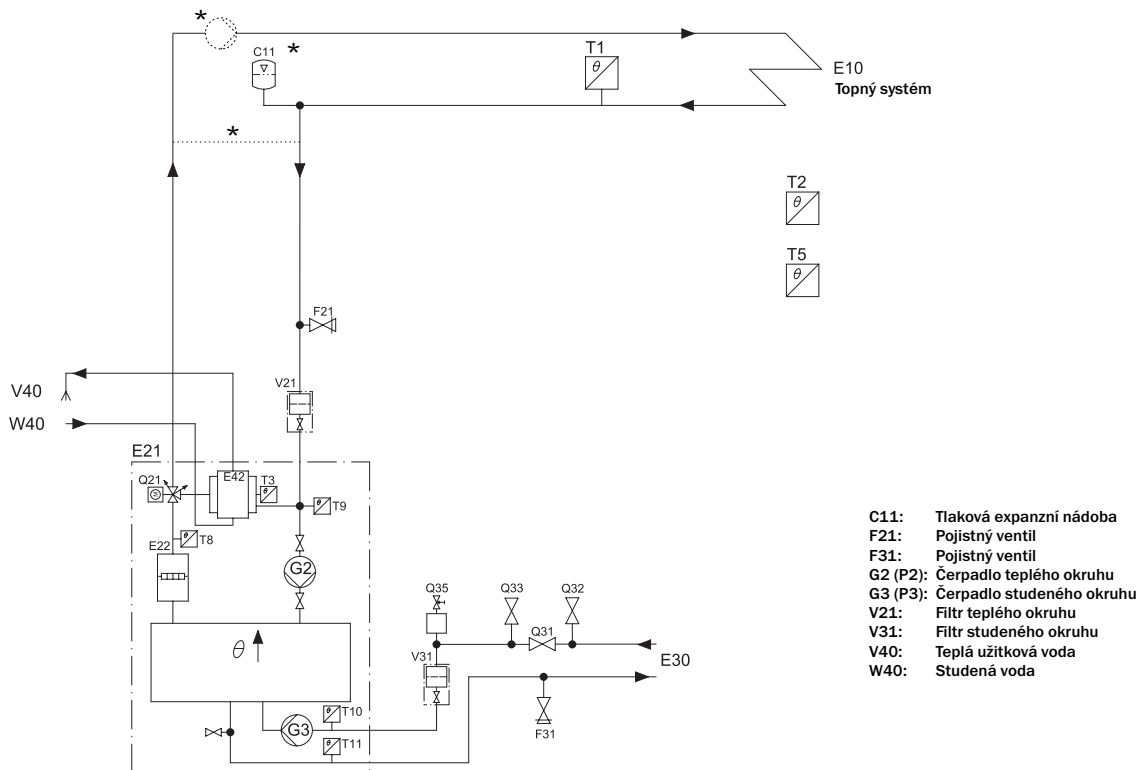 *
C11
*
T1
θ
E10
Topný systém
*
T2
θ
T5
θ
F21
V21
V40
W40
E21
Q21
M
E42
T3
θ
θ
T9
E22
θ
T8
G2
θ
Q35
Q33
Q32
Q31
E30
V31
θ
T10
G3
θ
T11
F31
C11: Tlaková expanzní nádoba
F21: Pojistný ventil
F31: Pojistný ventil
G2 (P2): Čerpadlo teplého okruhu
G3 (P3): Čerpadlo studeného okruhu
V21: Filtr teplého okruhu
V31: Filtr studeného okruhu
V40: Teplá užitková voda
W40: Studená voda